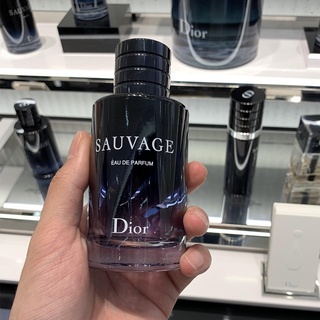 Dior
SAUVAGE
EAU DE PARFUM
Dior